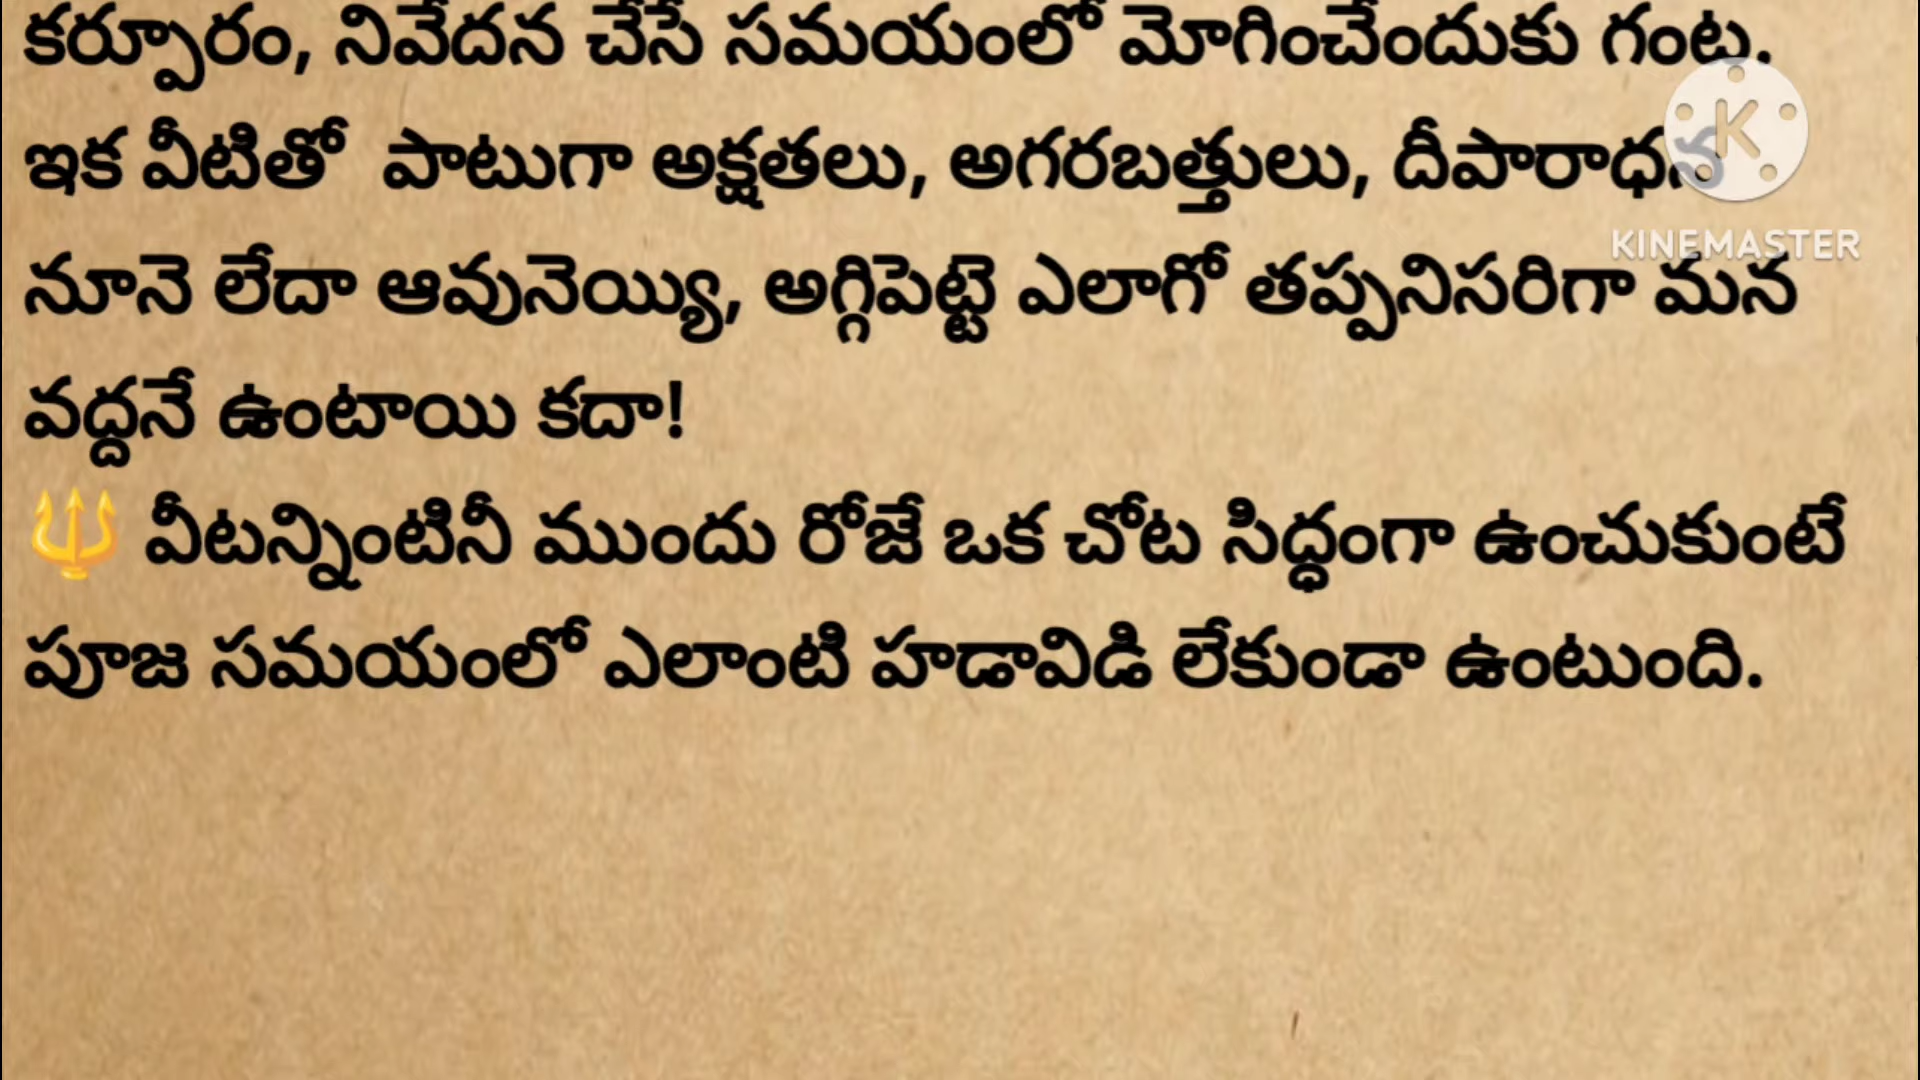 కర్పూరం, నివేదన చేసే సమయంలో మోగించేందుకు గంట.
ఇక వీటితో పాటుగా అక్షతలు, అగరబత్తులు, దీపారాధన
నూనె లేదా ఆవునెయ్యి, అగ్గిపెట్టె ఎలాగో తప్పనిసరిగా మన
వద్దనే ఉంటాయి కదా!
🔱 వీటన్నింటినీ ముందు రోజే ఒక చోట సిద్ధంగా ఉంచుకుంటే
పూజ సమయంలో ఎలాంటి హడావిడి లేకుండా ఉంటుంది.
K
KINEMASTER